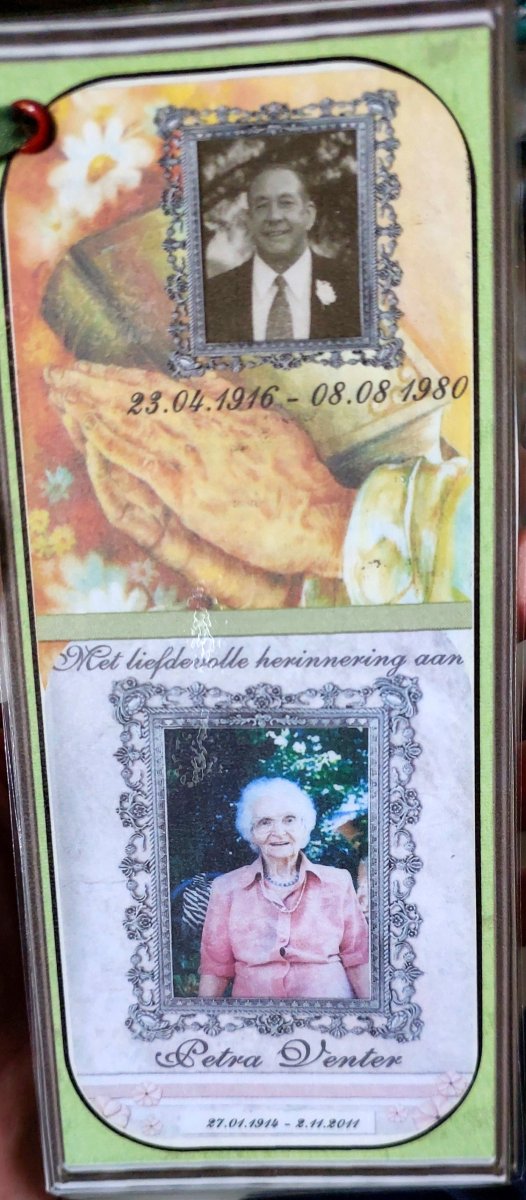 23.04.1916 - 08.08 1980
Met liefdevolle herinnering aan
Petra Venter
27.01.1914 - 2.11.2011